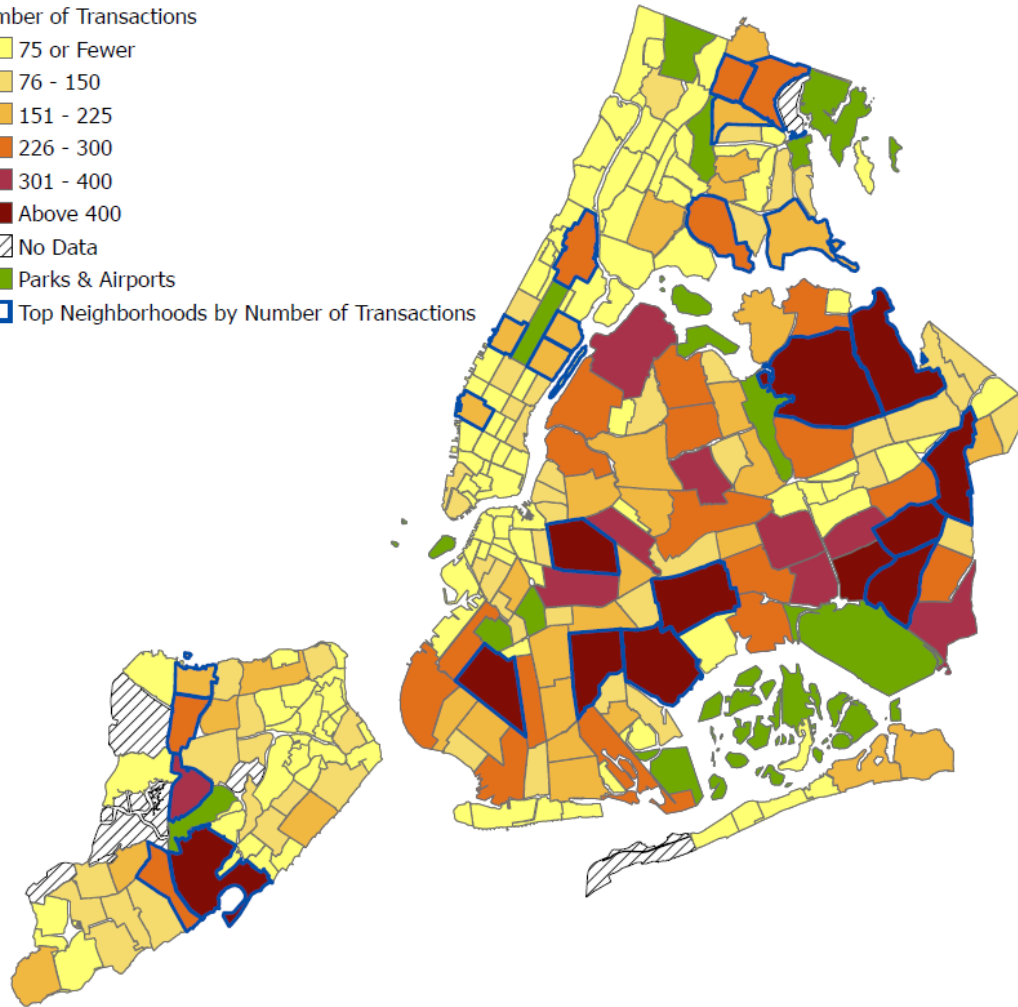 mber of Transactions
75 or Fewer
76 - 150
151 - 225
226 - 300
301 - 400
Above 400
No Data
Parks & Airports
Top Neighborhoods by Number of Transactions